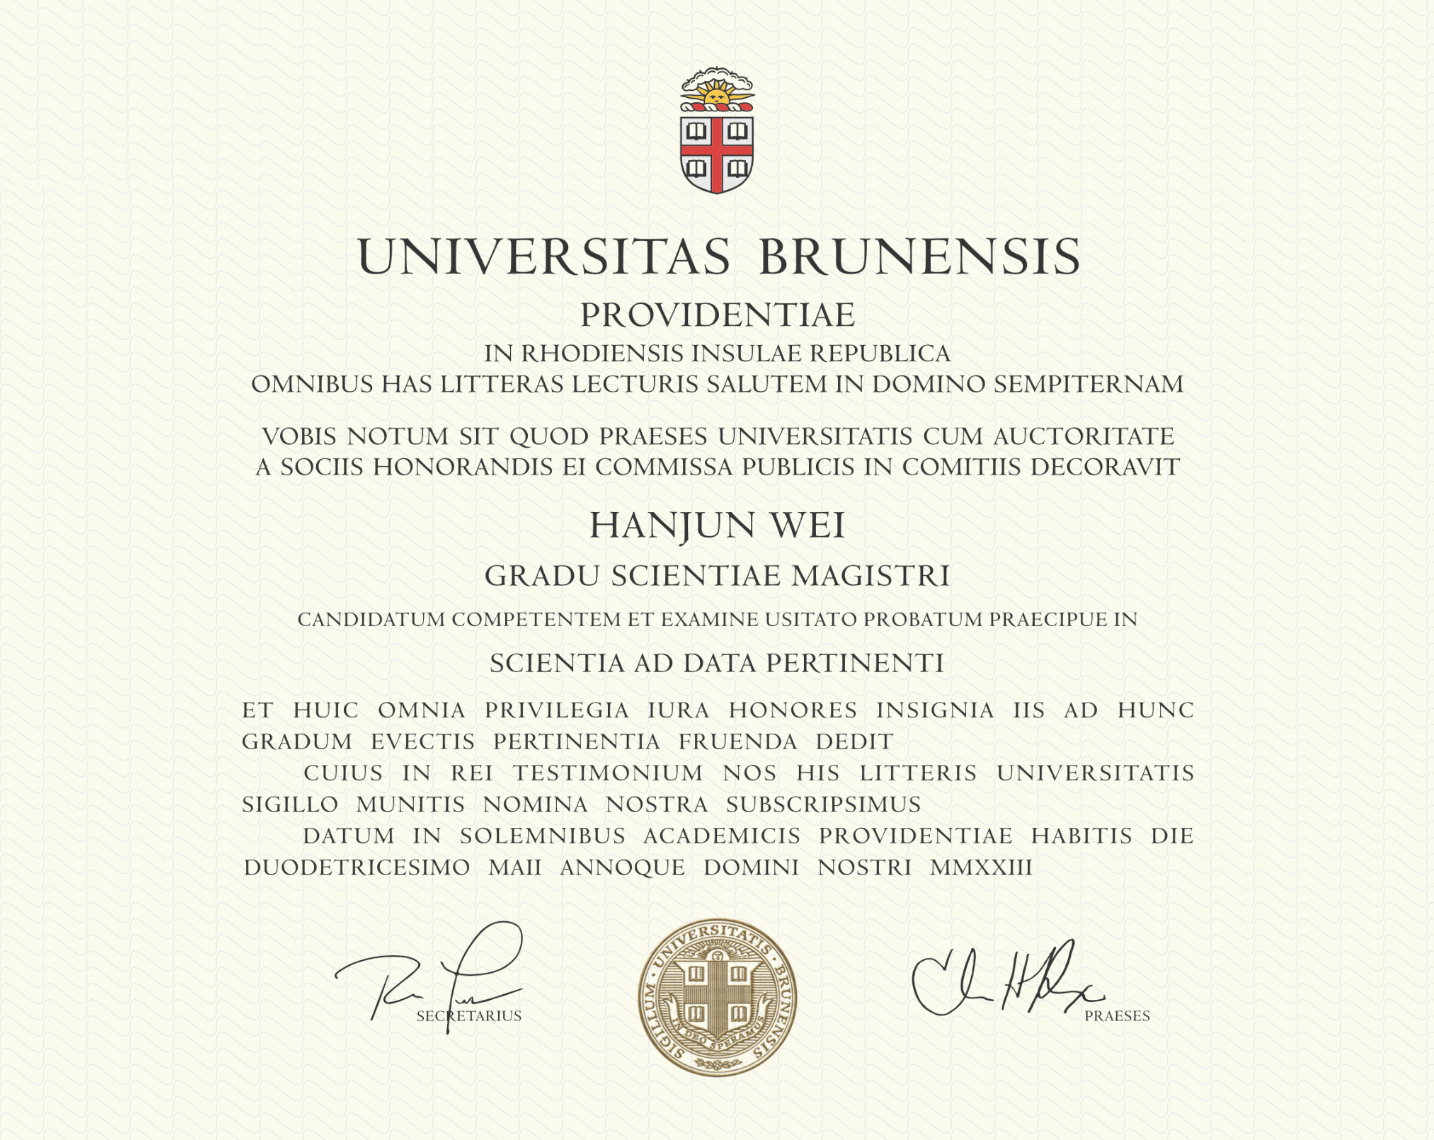 UNIVERSITAS BRUNENSIS
PROVIDENTIAE
IN RHODIENSIS INSULAE REPUBLICA
OMNIBUS HAS LITTERAS LECTURIS SALUTEM IN DOMINO SEMPITERNAM
VOBIS NOTUM SIT QUOD PRAESES UNIVERSITATIS CUM AUCTORITATE
A SOCIIS HONORANDIS EI COMMISSA PUBLICIS IN COMITIIS DECORAVIT
HANJUN WEI
GRADU SCIENTIAE MAGISTRI
CANDIDATUM COMPETENTEM ET EXAMINE USITATO PROBATUM PRAECIPUE IN
SCIENTIA AD DATA PERTINENTI
ET HUIC OMNIA PRIVILEGIA IURA HONORES INSIGNIA IIS AD HUNC
GRADUM EVECTIS PERTINENTIA FRUENDA DEDIT
CUIUS IN REI TESTIMONIUM NOS HIS LITTERIS UNIVERSITATIS
SIGILLO MUNITIS NOMINA NOSTRA SUBSCRIPSIMUS
DATUM IN SOLEMNIBUS ACADEMICIS PROVIDENTIAE HABITIS DIE
DUODETRICESIMO MAII ANNOQUE DOMINI NOSTRI MMXXIII
SECRETARIUS
SIGILLUM · UNIVERSITATIS · BRUNENSIS
IN DEO SPERAMUS
PRAESES